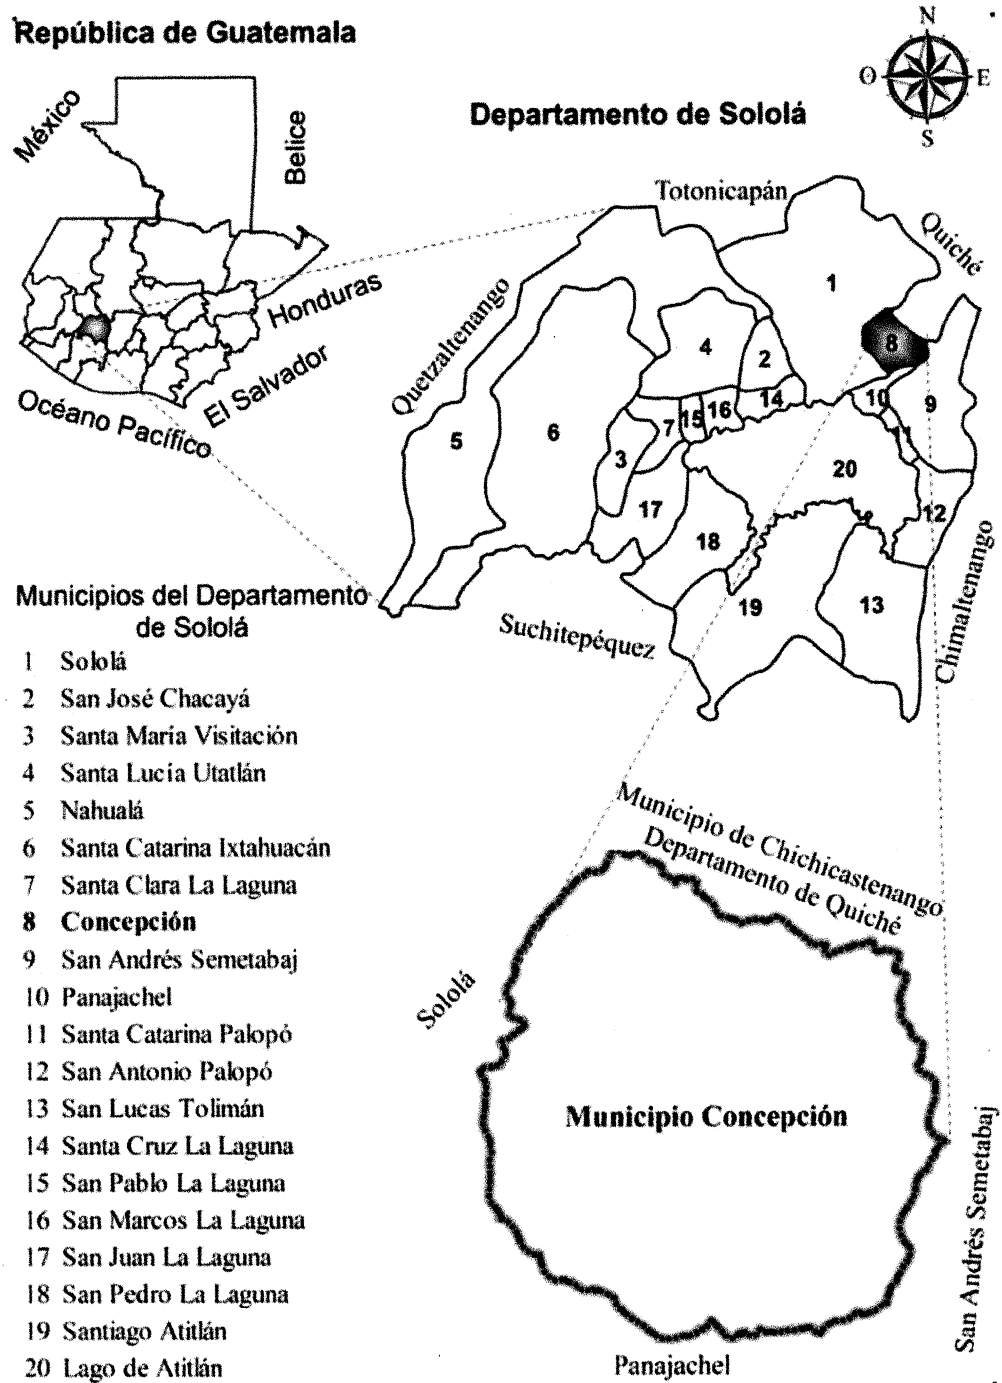 República de Guatemala
México
Belice
Honduras
El Salvador
Océano Pacífico
N
O
E
S
Departamento de Sololá
Totonicapán
Quiché
Quetzaltenango
Suchitepéquez
Chimaltenango
1
8
4
2
10
9
14
16
15
7
11
5
6
3
20
17
12
18
19
13
Municipios del Departamento
de Sololá
1 Sololá
2 San José Chacayá
3 Santa María Visitación
4 Santa Lucía Utatlán
5 Nahualá
6 Santa Catarina Ixtahuacán
7 Santa Clara La Laguna
8 Concepción
9 San Andrés Semetabaj
10 Panajachel
11 Santa Catarina Palopó
12 San Antonio Palopó
13 San Lucas Tolimán
14 Santa Cruz La Laguna
15 San Pablo La Laguna
16 San Marcos La Laguna
17 San Juan La Laguna
18 San Pedro La Laguna
19 Santiago Atitlán
20 Lago de Atitlán
Municipio de Chichicastenango
Departamento de Quiché
Sololá
Municipio Concepción
San Andrés Semetabaj
Panajachel